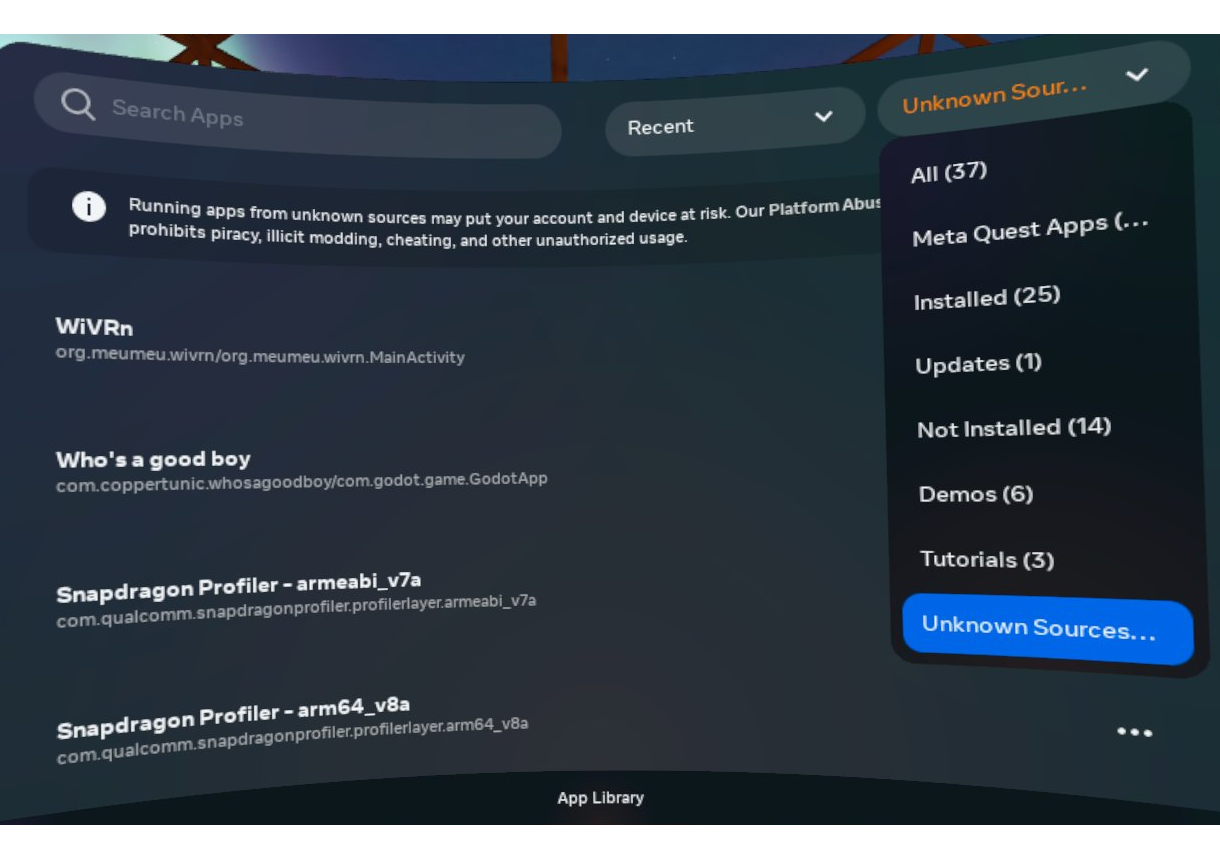 Search Apps
Recent
Unknown Sour...
Running apps from unknown sources may put your account and device at risk. Our Platform Abus
prohibits piracy, illicit modding, cheating, and other unauthorized usage.
WiVRn
org.meumeu.wivrn/org.meumeu.wivrn.MainActivity
Who's a good boy
com.coppertunic.whosagoodboy/com.godot.game.GodotApp
Snapdragon Profiler - armeabi_v7a
com.qualcomm.snapdragonprofiler.profilerlayer.armeabi_v7a
Snapdragon Profiler - arm64_v8a
com.qualcomm.snapdragonprofiler.profilerlayer.arm64_v8a
All (37)
Meta Quest Apps (...
Installed (25)
Updates (1)
Not Installed (14)
Demos (6)
Tutorials (3)
Unknown Sources...
App Library